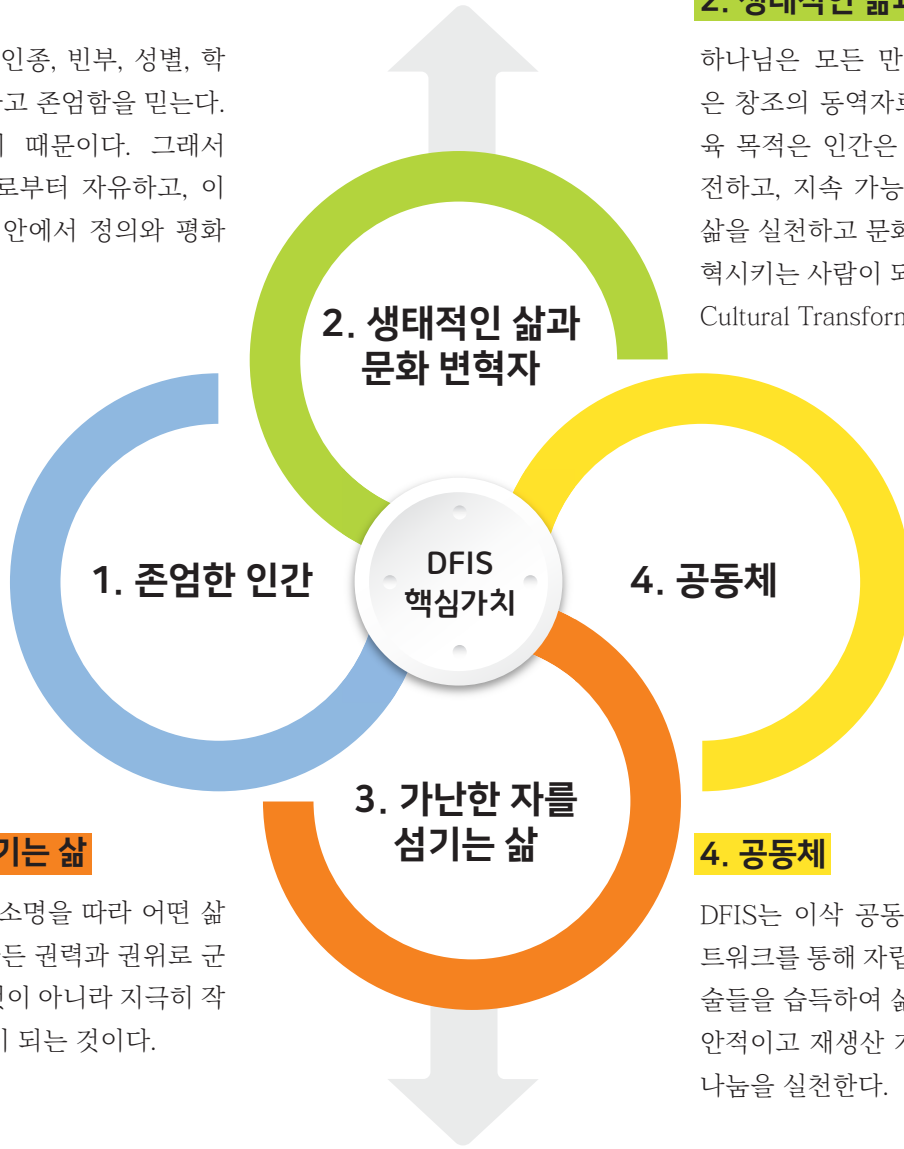 인종, 빈부, 성별, 학
고 존엄함을 믿는다.
때문이다. 그래서
로부터 자유하고, 이
안에서 정의와 평화
하나님은 모든 만
은 창조의 동역자로
육 목적은 인간은
전하고, 지속 가능
삶을 실천하고 문화
혁시키는 사람이 되
Cultural Transform
2. 생태적인 삶과
문화 변혁자
1. 존엄한 인간
DFIS
핵심가치
4. 공동체
3. 가난한 자를
섬기는 삶
기는 삶
소명을 따라 어떤 삶
든 권력과 권위로 군
것이 아니라 지극히 작
이 되는 것이다.
4. 공동체
DFIS는 이삭 공동
트워크를 통해 자립
술들을 습득하여 삶
안적이고 재생산
나눔을 실천한다.